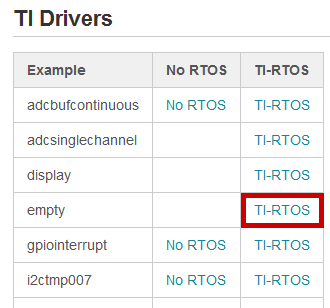 TI Drivers
Example No RTOS TI-RTOS
adcbufcontinuous No RTOS TI-RTOS
adcsinglechannel TI-RTOS
display TI-RTOS
empty TI-RTOS
gpiointerrupt No RTOS TI-RTOS
i2ctmp007 No RTOS TI-RTOS